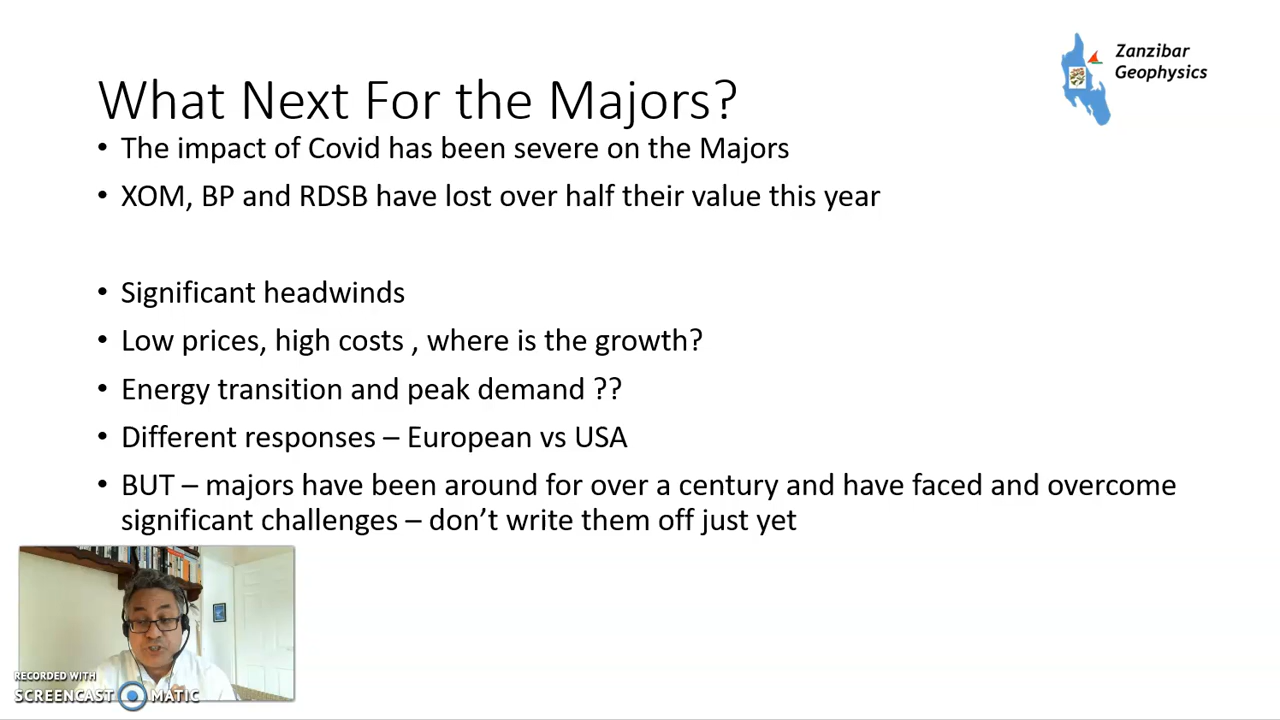 Zanzibar
Geophysics
What Next For the Majors?
• The impact of Covid has been severe on the Majors
• XOM, BP and RDSB have lost over half their value this year
• Significant headwinds
• Low prices, high costs , where is the growth?
• Energy transition and peak demand ??
• Different responses – European vs USA
• BUT – majors have been around for over a century and have faced and overcome
significant challenges – don’t write them off just yet
RECORDED WITH
SCREENCAST MATIC